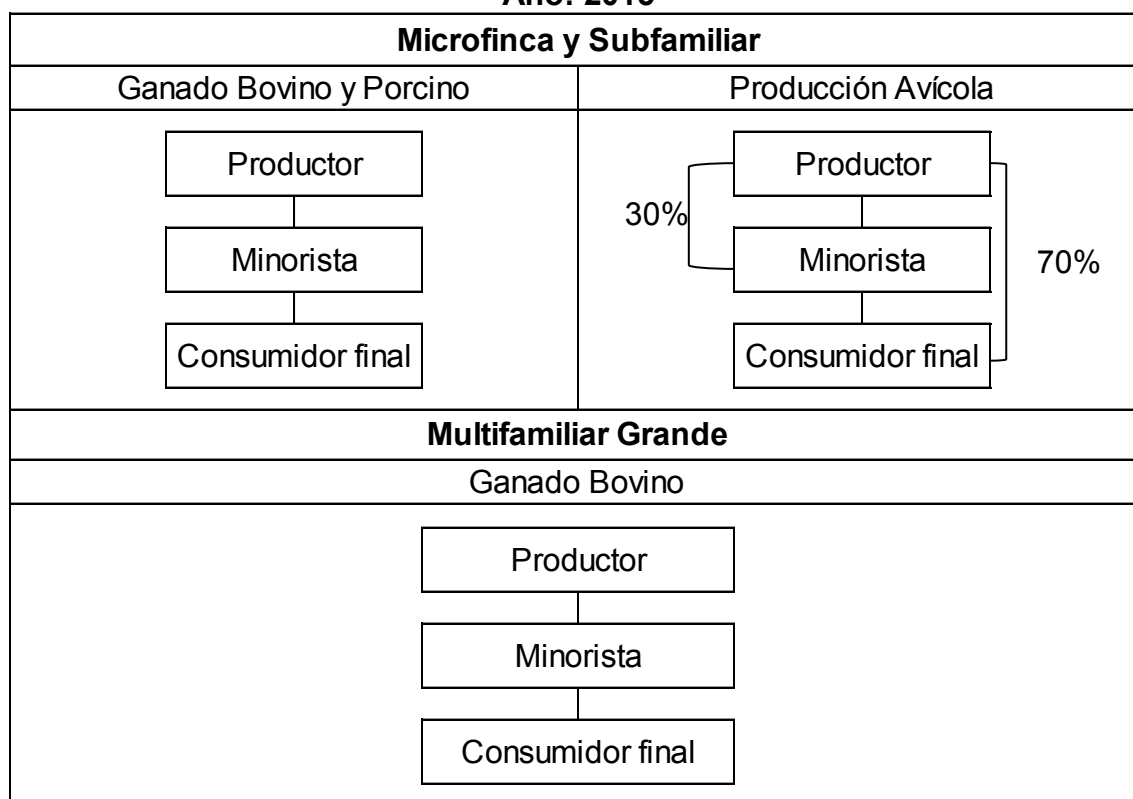 Microfinca y Subfamiliar
Ganado Bovino y Porcino
Producción Avícola
Productor
Minorista
Consumidor final
30%
Productor
Minorista
Consumidor final
70%
Multifamiliar Grande
Ganado Bovino
Productor
Minorista
Consumidor final